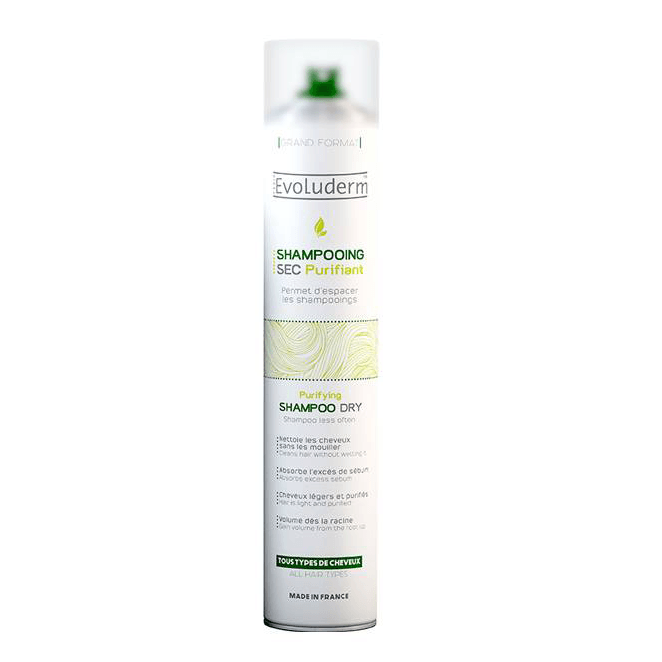 GRAND FORMAT
Evoluderm
SHAMPOOING
SEC Purifiant
Permet d'espacer
les shampooings
Purifying
SHAMPOO DRY
Shampoo less often
Nettoie les cheveux
sans les mouiller
Cleans hair without wetting it
Absorbe l'excés de sébum
Absorbe excess sebum
Cheveux légers et purifiés
Hair is light and purified
Volume dés la racine
Gain volume from the root up
TOUS TYPES DE CHEVEUX
ALL HAIR TYPES
MADE IN FRANCE